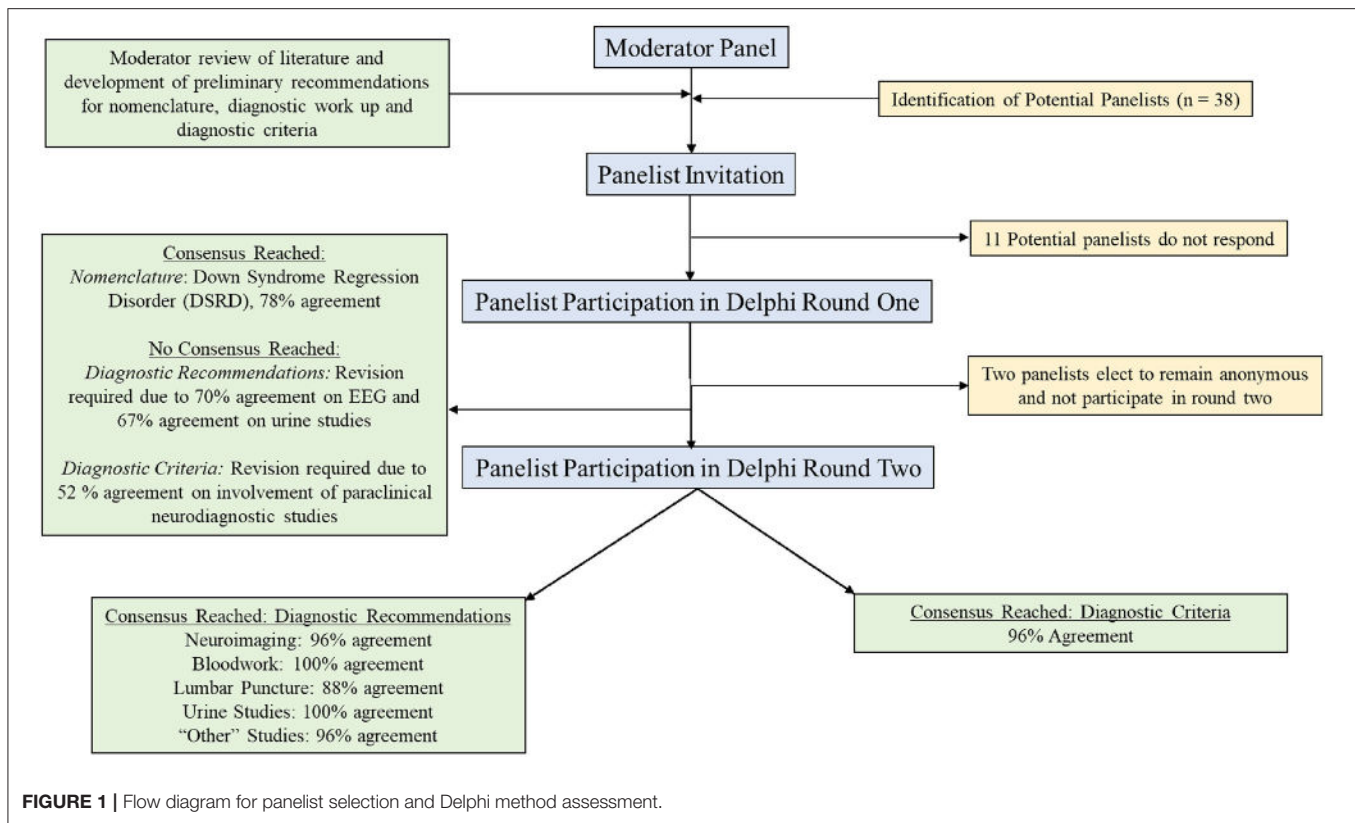 Moderator Panel
Moderator review of literature and
development of preliminary recommendations
for nomenclature, diagnostic work up and
diagnostic criteria
Identification of Potential Panelists (n = 38)
Panelist Invitation
11 Potential panelists do not respond
Consensus Reached:
Nomenclature: Down Syndrome Regression
Disorder (DSRD), 78% agreement
No Consensus Reached:
Diagnostic Recommendations: Revision
required due to 70% agreement on EEG and
67% agreement on urine studies
Diagnostic Criteria: Revision required due to
52 % agreement on involvement of paraclinical
neurodiagnostic studies
Panelist Participation in Delphi Round One
Two panelists elect to remain anonymous
and not participate in round two
Panelist Participation in Delphi Round Two
Consensus Reached: Diagnostic Recommendations
Neuroimaging: 96% agreement
Bloodwork: 100% agreement
Lumbar Puncture: 88% agreement
Urine Studies: 100% agreement
“Other” Studies: 96% agreement
Consensus Reached: Diagnostic Criteria
96% Agreement
FIGURE 1 | Flow diagram for panelist selection and Delphi method assessment.